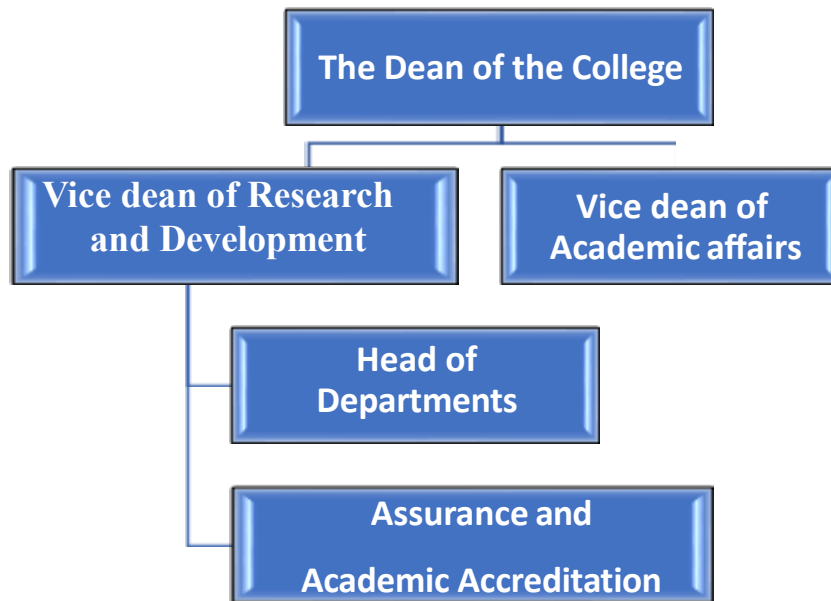 The Dean of the College
Vice dean of Research
and Development
Vice dean of
Academic affairs
Head of
Departments
Assurance and
Academic Accreditation